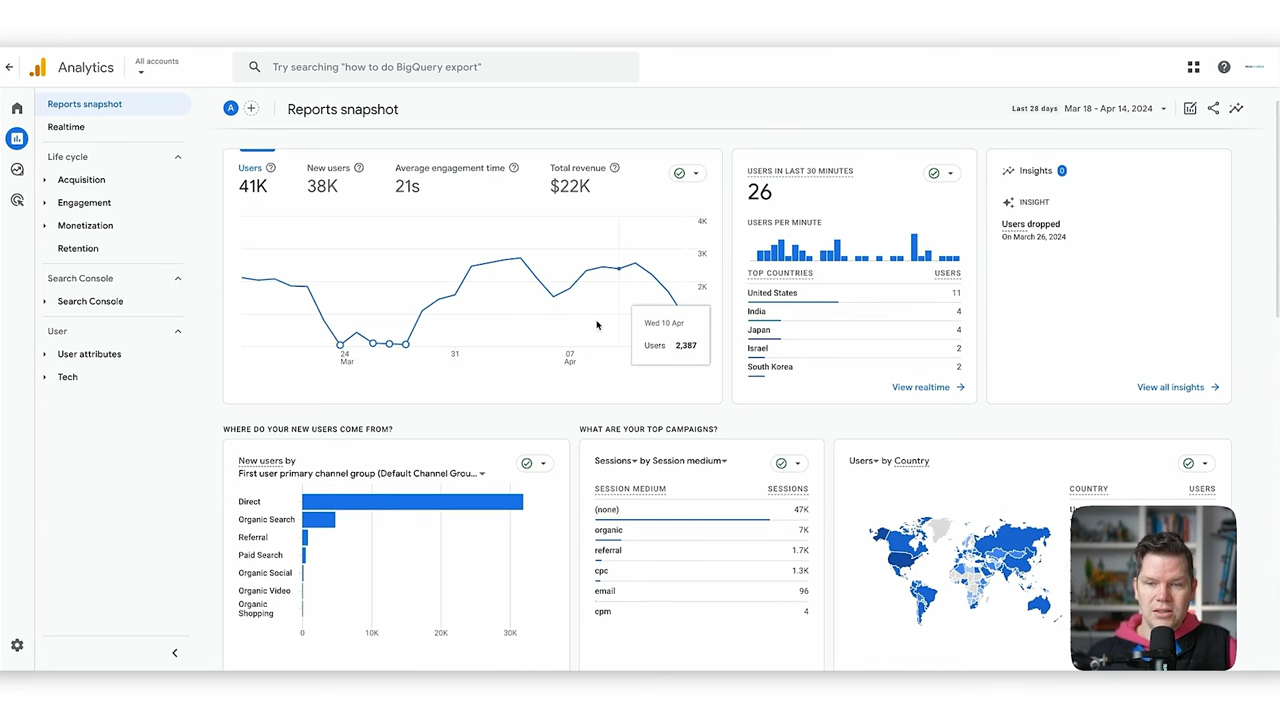 Analytics
All accounts
Try searching "how to do BigQuery export"
Reports snapshot
Realtime
Life cycle
Acquisition
Engagement
Monetization
Retention
Search Console
Search Console
User
User attributes
Tech
A
Reports snapshot
Last 28 days Mar 18 - Apr 14, 2024
Users
41K
New users
38K
Average engagement time
21s
Total revenue
$22K
4K
3K
2K
24
Mar
31
07
Apr
Wed 10 Apr
Users 2,387
USERS IN LAST 30 MINUTES
26
USERS PER MINUTE
TOP COUNTRIES USERS
United States 11
India 4
Japan 4
Israel 2
South Korea 2
View realtime
Insights 0
INSIGHT
Users dropped
On March 26, 2024
View all insights
WHERE DO YOUR NEW USERS COME FROM?
New users by
First user primary channel group (Default Channel Grou...
Direct
Organic Search
Referral
Paid Search
Organic Social
Organic Video
Organic
Shopping
0 10K 20K 30K
WHAT ARE YOUR TOP CAMPAIGNS?
Sessions by Session medium
SESSION MEDIUM SESSIONS
(none) 47K
organic 7K
referral 1.7K
cpc 1.3K
email 96
cpm 4
Users by Country
COUNTRY USERS